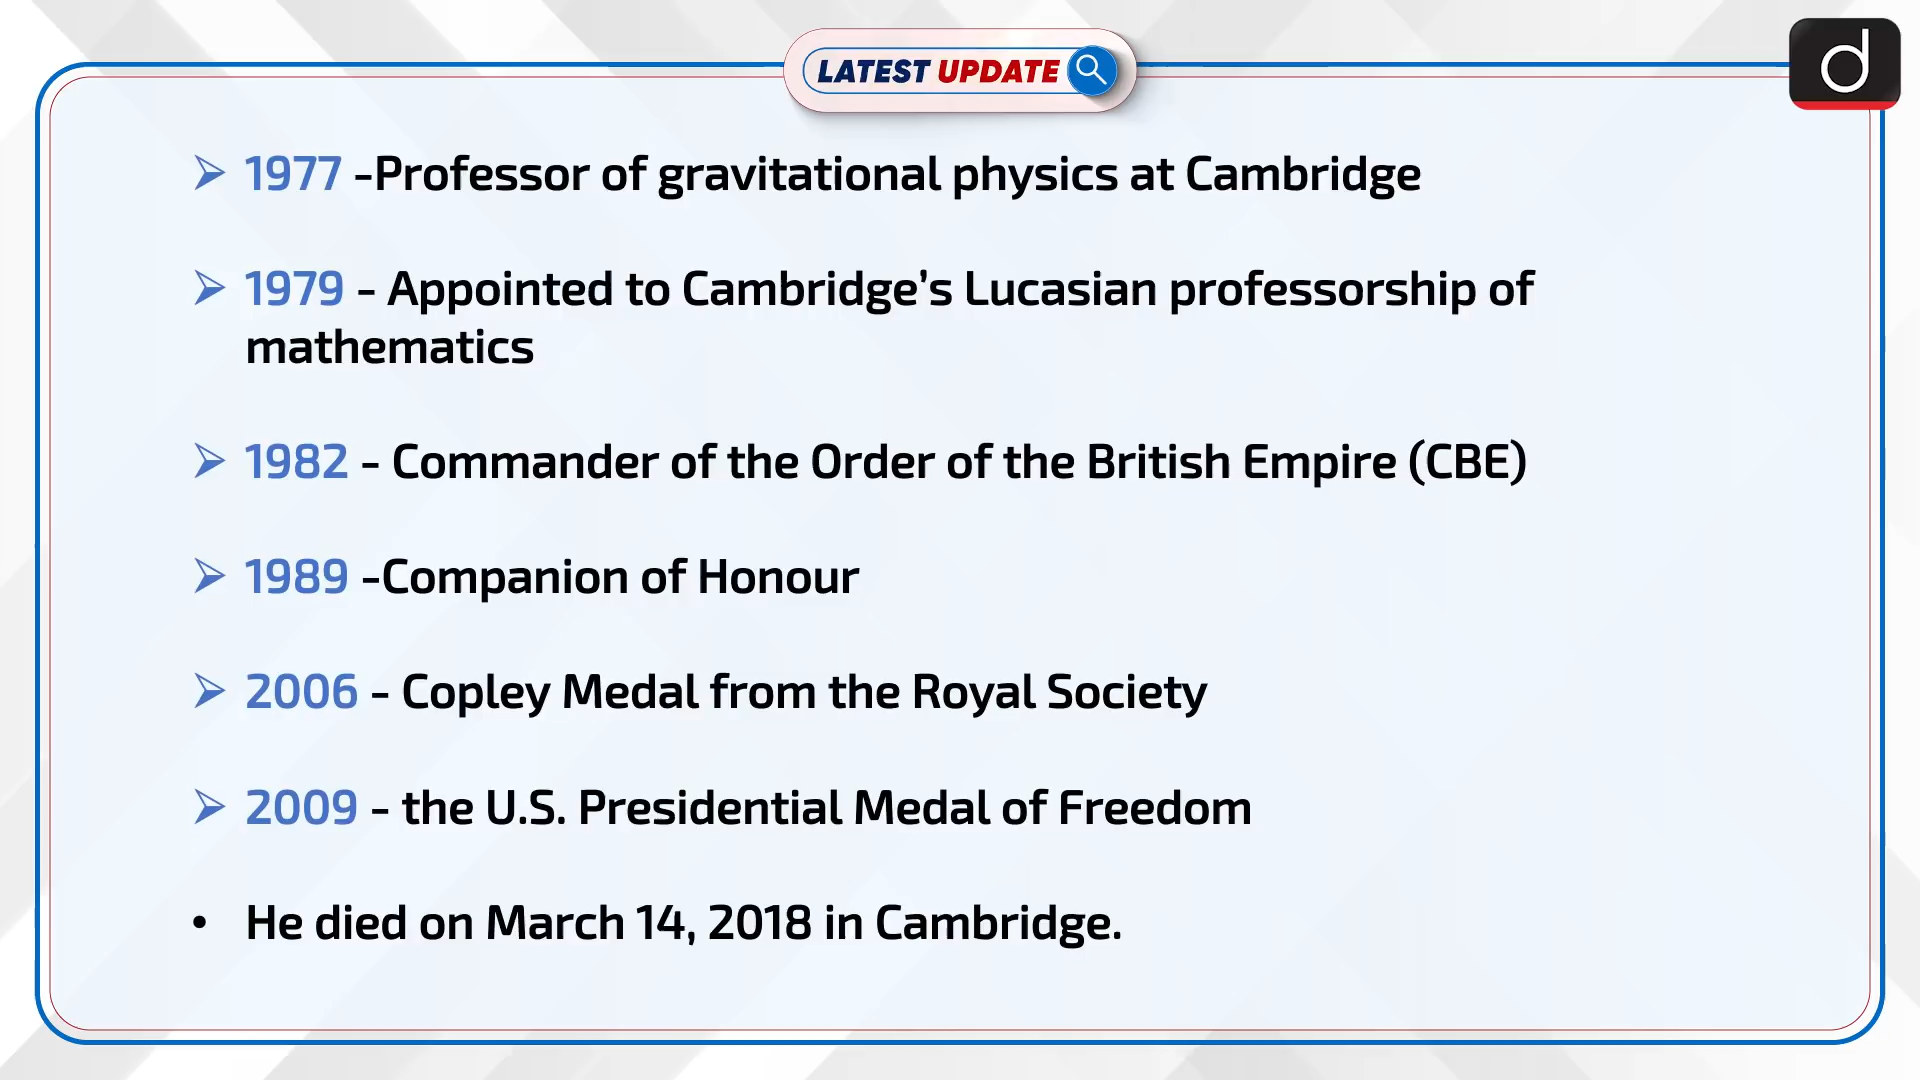 LATEST UPDATE
d
➢ 1977 -Professor of gravitational physics at Cambridge
➢ 1979 - Appointed to Cambridge’s Lucasian professorship of
mathematics
➢ 1982 - Commander of the Order of the British Empire (CBE)
➢ 1989 -Companion of Honour
➢ 2006 - Copley Medal from the Royal Society
➢ 2009 - the U.S. Presidential Medal of Freedom
• He died on March 14, 2018 in Cambridge.